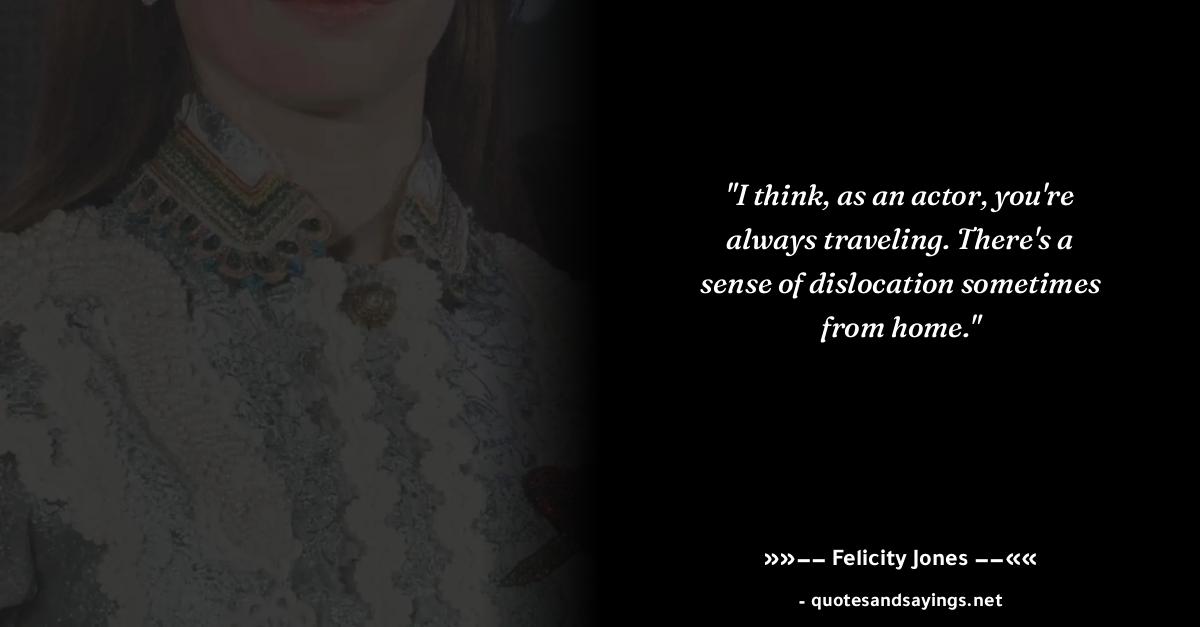 "I think, as an actor, you're
always traveling. There's a
sense of dislocation sometimes
from home."
»»−− Felicity Jones −−««
- quotesandsayings.net